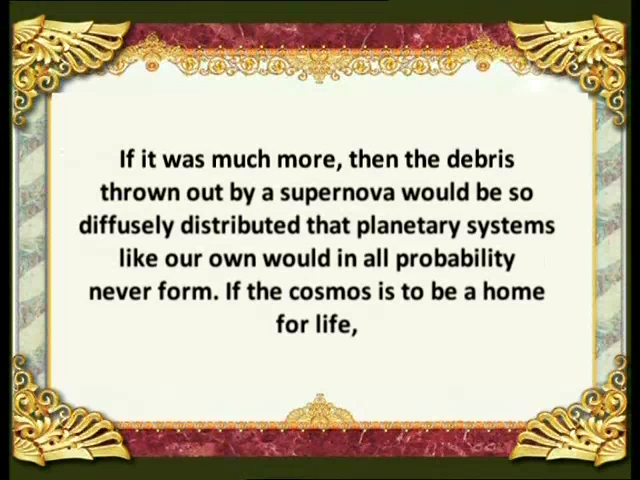 If it was much more, then the debris
thrown out by a supernova would be so
diffusely distributed that planetary systems
like our own would in all probability
never form. If the cosmos is to be a home
for life,